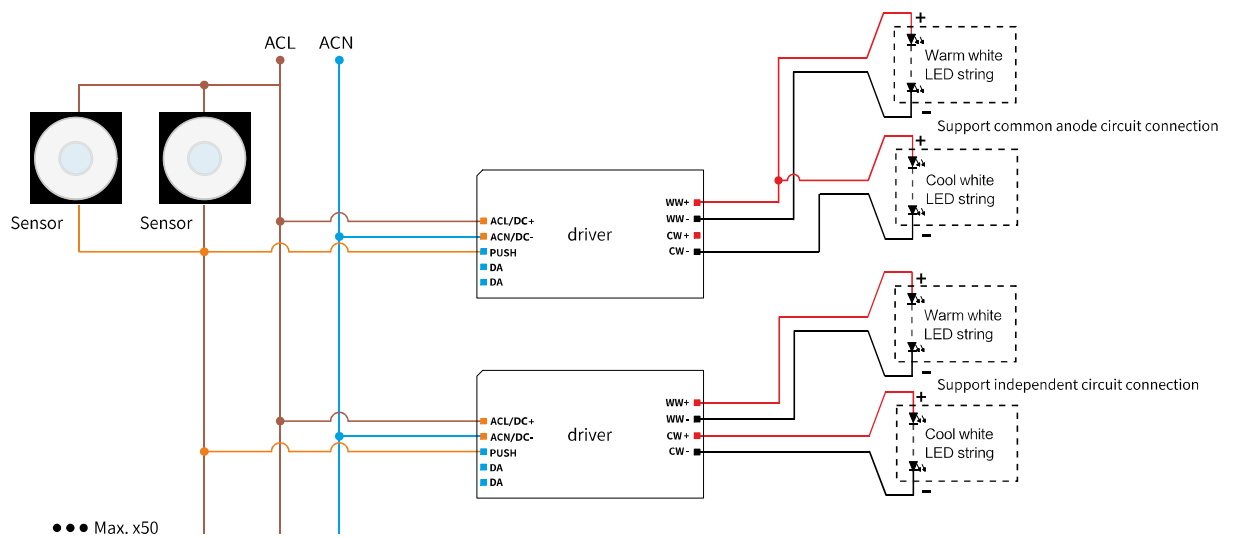 ACL
ACN
Sensor
Sensor
ACL/DC+
ACN/DC-
PUSH
DA
DA
driver
WW+
WW-
CW+
CW-
+
Warm white
LED string
-
Support common anode circuit connection
+
Cool white
LED string
-
ACL/DC+
ACN/DC-
PUSH
DA
DA
driver
WW+
WW-
CW+
CW-
+
Warm white
LED string
-
Support independent circuit connection
+
Cool white
LED string
-
●●● Max. x50